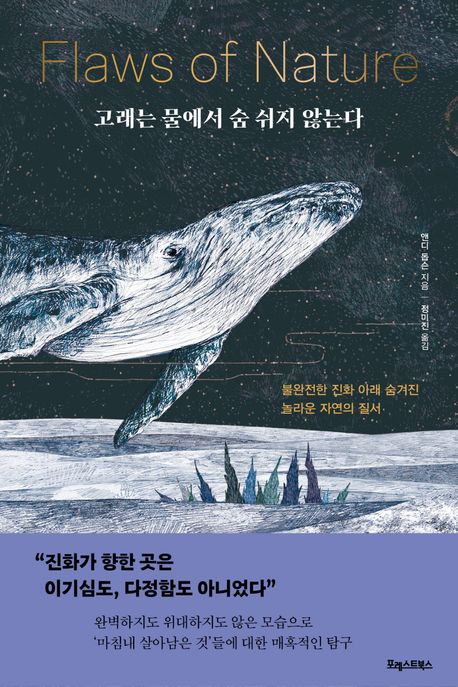 Flaws of Nature
고래는 물에서 숨 쉬지 않는다
앤디 돕슨 지음 — 정미진 옮김
불완전한 진화 아래 숨겨진
놀라운 자연의 질서
“진화가 향한 곳은
이기심도, 다정함도 아니었다”
완벽하지도 위대하지도 않은 모습으로
‘마침내 살아남은 것’들에 대한 매혹적인 탐구
포레스트북스